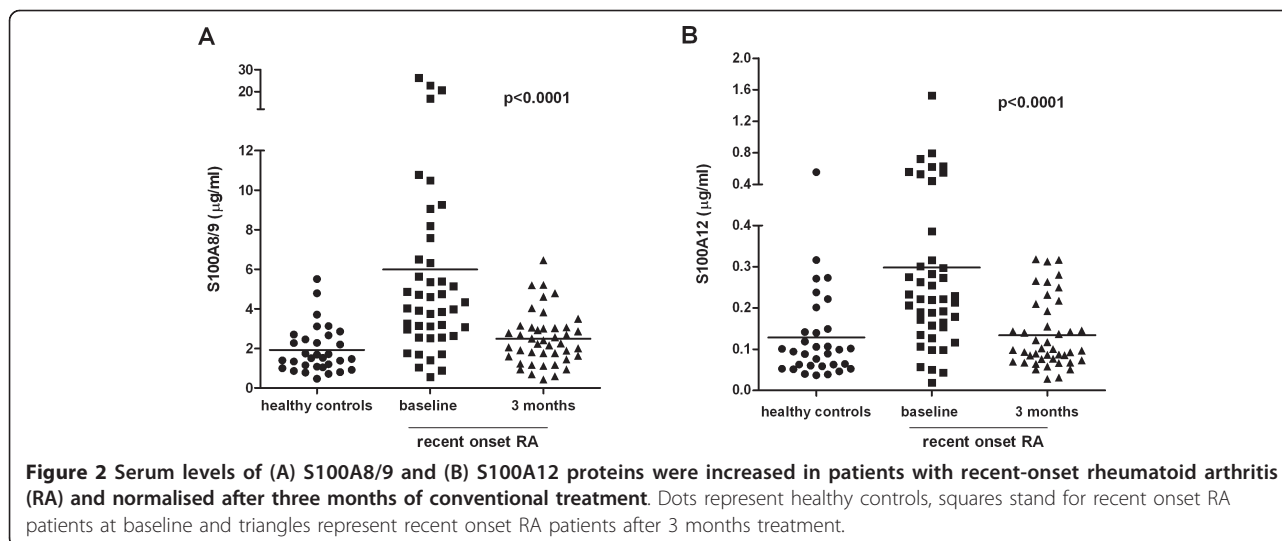 A
30
20
12
10
8
6
4
2
0
S100A8/9 (µg/ml)
p<0.0001
healthy controls
baseline
3 months
recent onset RA
B
2.0
1.6
1.2
0.8
0.4
0.4
0.3
0.2
0.1
0.0
S100A12 (µg/ml)
p<0.0001
healthy controls
baseline
3 months
recent onset RA
Figure 2 Serum levels of (A) S100A8/9 and (B) S100A12 proteins were increased in patients with recent-onset rheumatoid arthritis
(RA) and normalised after three months of conventional treatment. Dots represent healthy controls, squares stand for recent onset RA
patients at baseline and triangles represent recent onset RA patients after 3 months treatment.